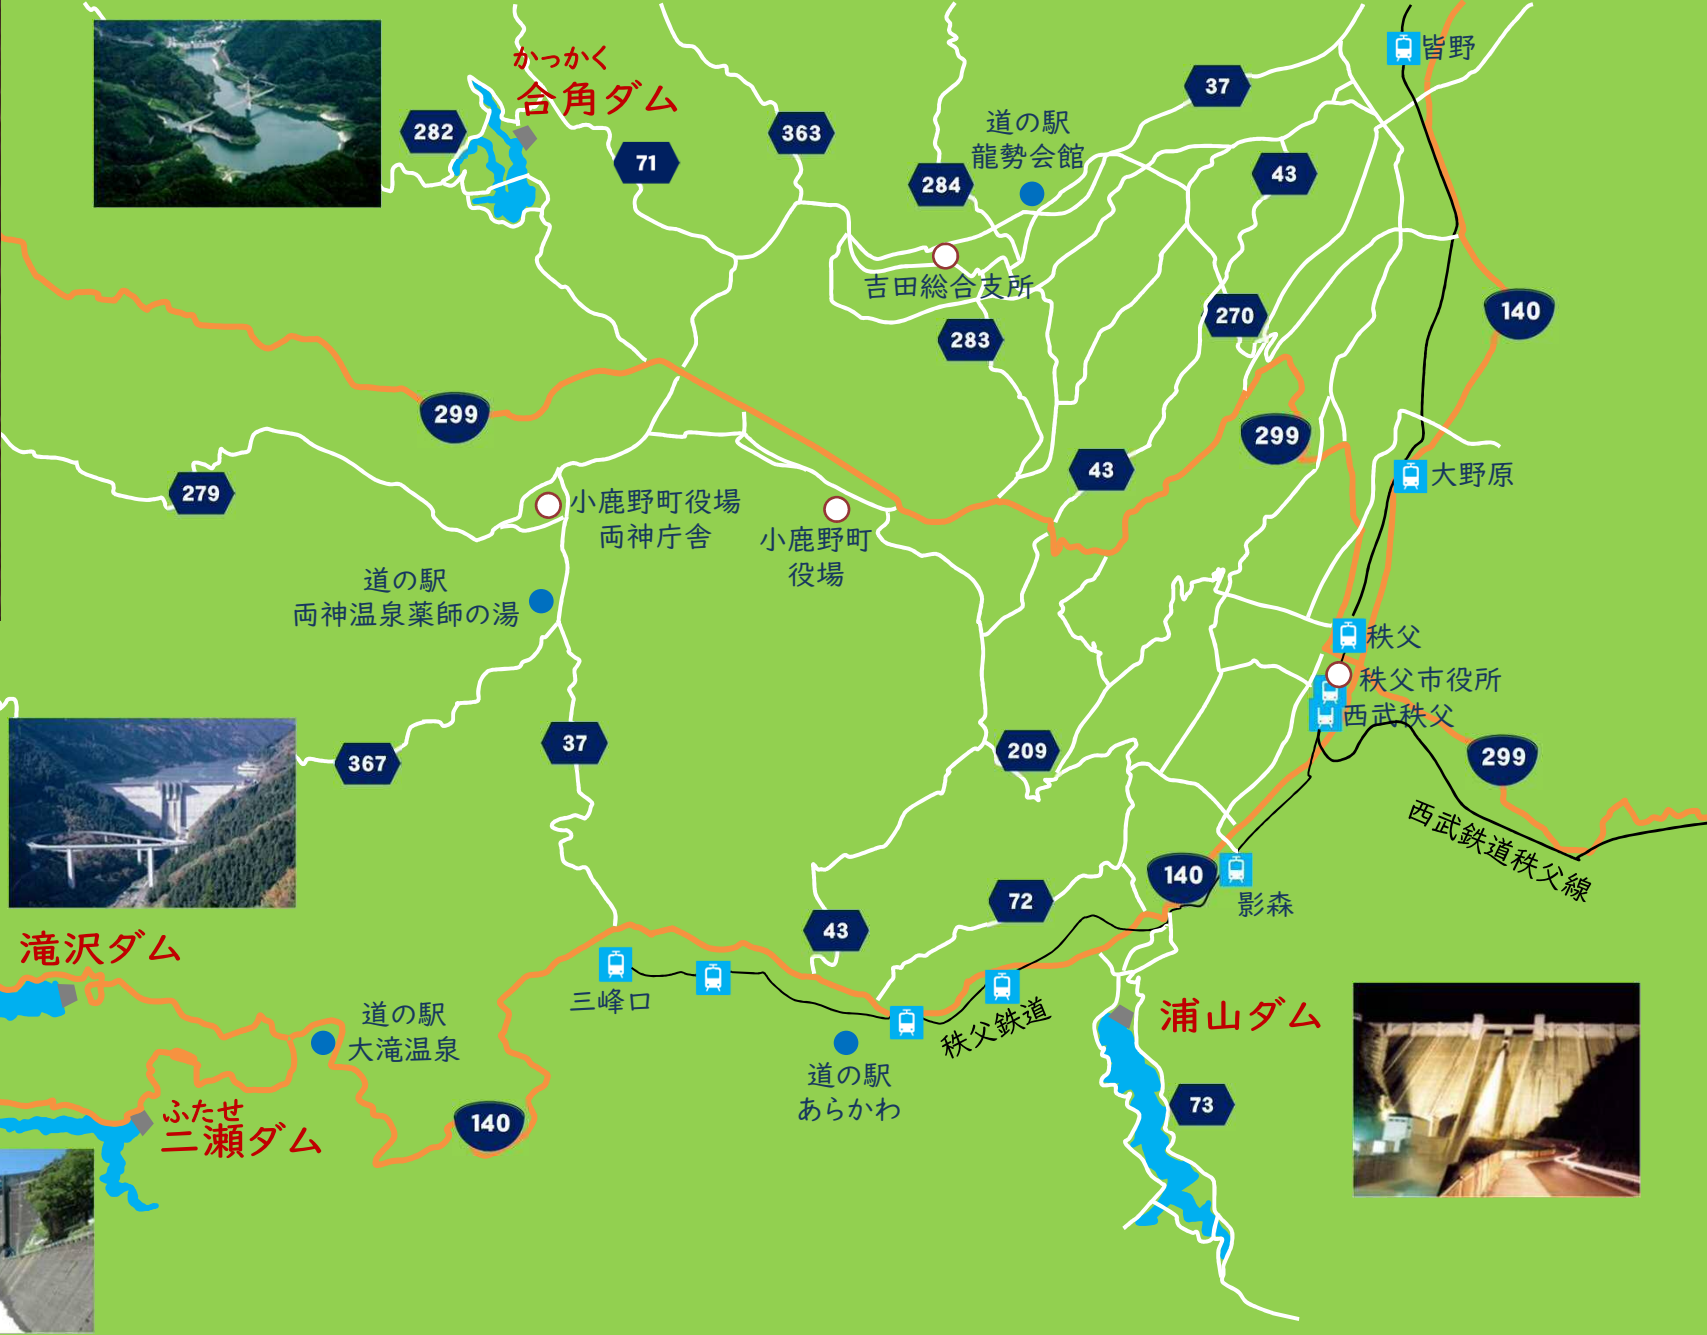 皆野
かっかく
合角ダム
37
282
363
道の駅
龍勢会館
71
43
284
吉田総合支所
270
140
283
299
299
43
大野原
279
小鹿野町役場
両神庁舎
小鹿野町
役場
道の駅
両神温泉薬師の湯
秩父
秩父市役所
西武秩父
37
209
367
299
西武鉄道秩父線
140
72
影森
43
滝沢ダム
三峰口
道の駅
大滝温泉
秩父鉄道
浦山ダム
道の駅
あらかわ
73
ふたせ
二瀬ダム
140